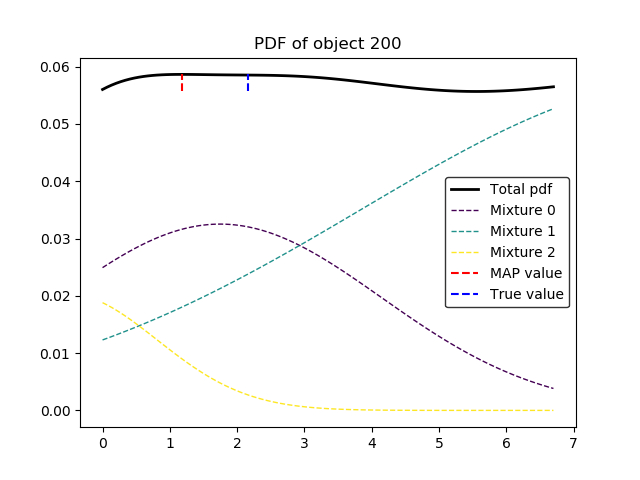 PDF of object 200
0.06
0.05
0.04
0.03
0.02
0.01
0.00
Total pdf
Mixture 0
Mixture 1
Mixture 2
MAP value
True value
0 1 2 3 4 5 6 7